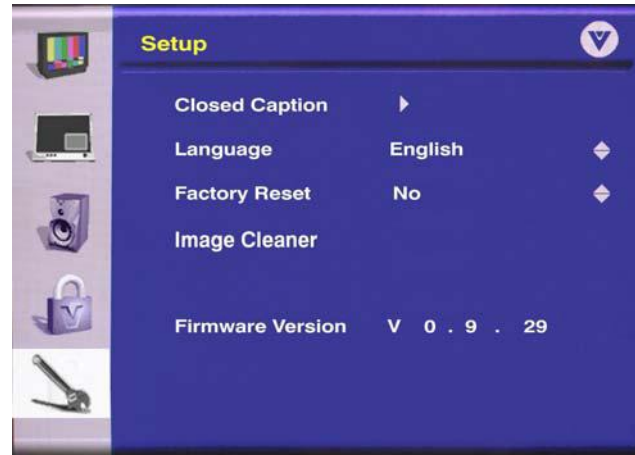 Setup
Closed Caption
Language English
Factory Reset No
Image Cleaner
Firmware Version V 0 . 9 . 29